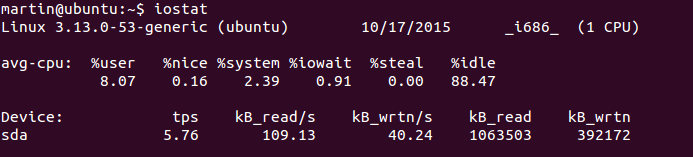 martin@ubuntu:~$ iostat
Linux 3.13.0-53-generic (ubuntu) 10/17/2015 _i686_ (1 CPU)
avg-cpu: %user %nice %system %iowait %steal %idle
8.07 0.16 2.39 0.91 0.00 88.47
Device: tps kB_read/s kB_wrtn/s kB_read kB_wrtn
sda 5.76 109.13 40.24 1063503 392172